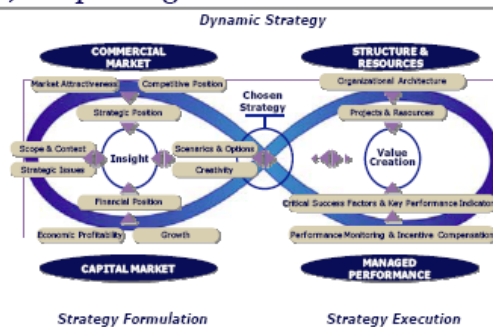 Dynamic Strategy
COMMERCIAL
MARKET
STRUCTURE &
RESOURCES
Market Attractiveness
Competitive Position
Organizational Architecture
Chosen
Strategy
Strategic Position
Projects & Resources
Scope & Context
Scenarios & Options
Insight
Value
Creation
Strategic Issues
Creativity
Financial Position
Critical Success Factors & Key Performance Indicator
Economic Profitability
Growth
Performance Monitoring & Incentive Compensation
CAPITAL MARKET
MANAGED
PERFORMANCE
Strategy Formulation
Strategy Execution